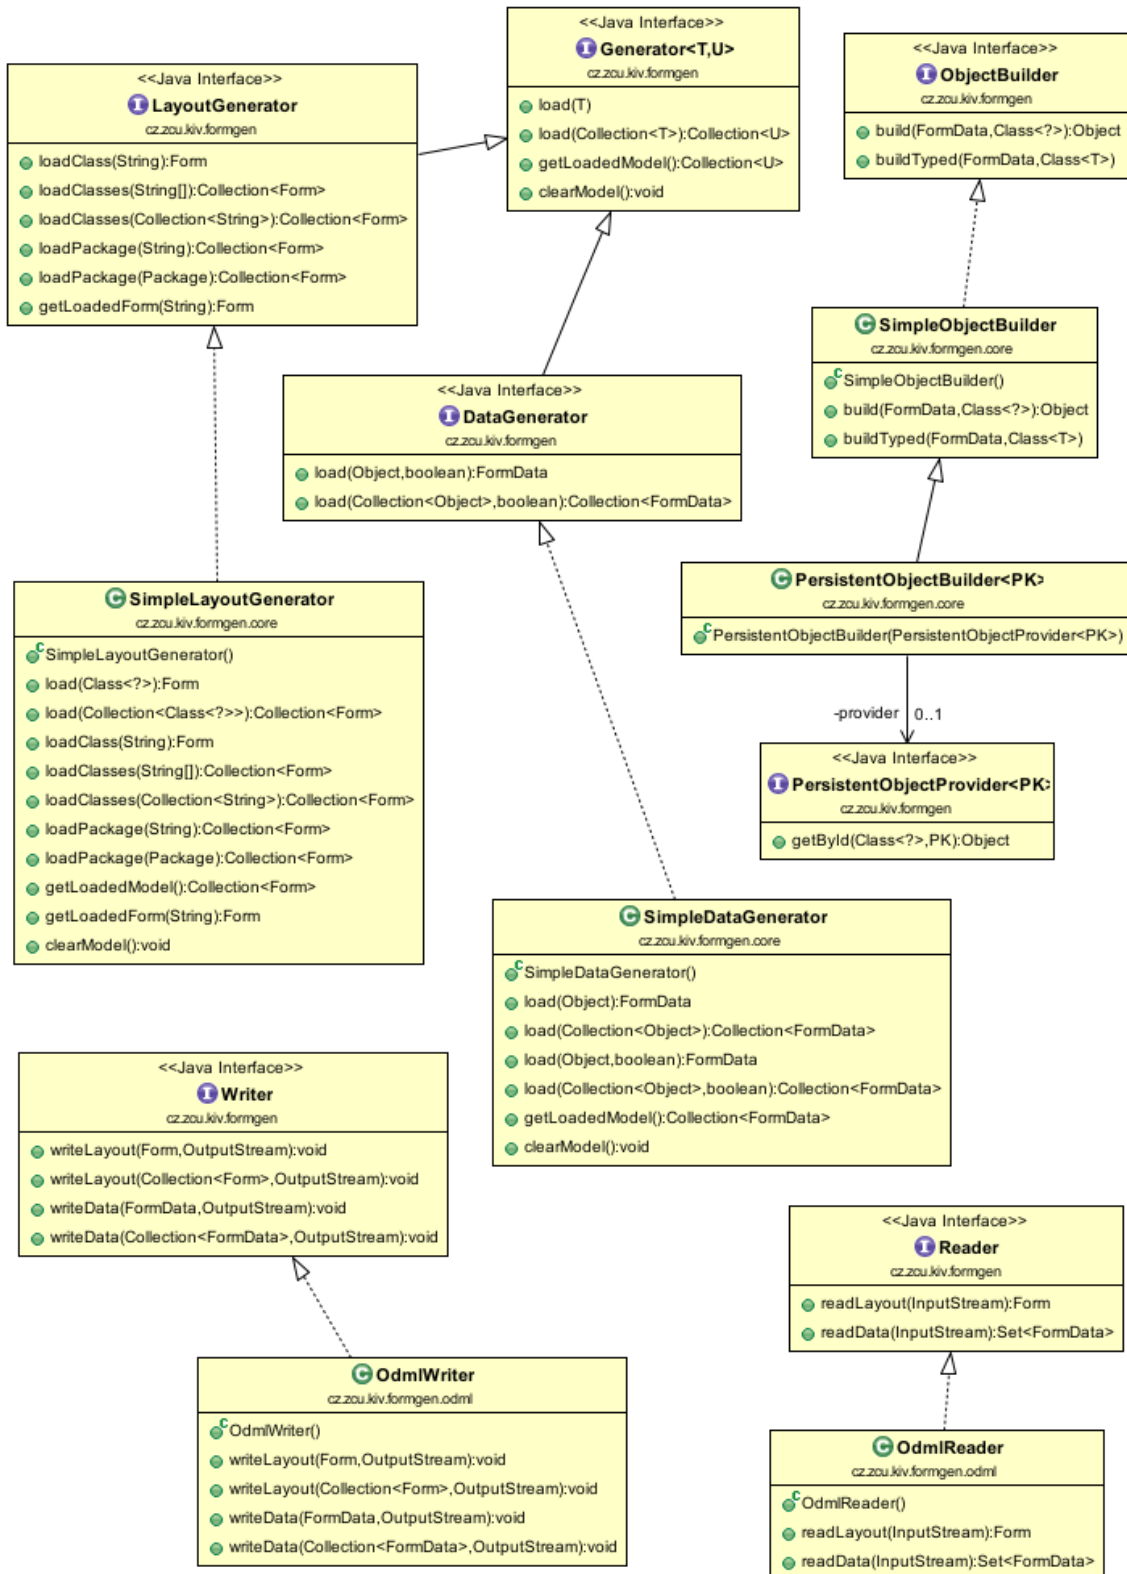 <<Java Interface>>
Generator<T,U>
cz.zcu.kiv.formgen
load(T)
load(Collection<T>):Collection<U>
getLoadedModel():Collection<U>
clearModel():void
<<Java Interface>>
ObjectBuilder
cz.zcu.kiv.formgen
build(FormData,Class<?>):Object
buildTyped(FormData,Class<T>)
<<Java Interface>>
LayoutGenerator
cz.zcu.kiv.formgen
loadClass(String):Form
loadClasses(String[]):Collection<Form>
loadClasses(Collection<String>):Collection<Form>
loadPackage(String):Collection<Form>
loadPackage(Package):Collection<Form>
getLoadedForm(String):Form
SimpleObjectBuilder
cz.zcu.kiv.formgen.core
SimpleObjectBuilder()
build(FormData,Class<?>):Object
buildTyped(FormData,Class<T>)
<<Java Interface>>
DataGenerator
cz.zcu.kiv.formgen
load(Object,boolean):FormData
load(Collection<Object>,boolean):Collection<FormData>
PersistentObjectBuilder<PK>
cz.zcu.kiv.formgen.core
PersistentObjectBuilder(PersistentObjectProvider<PK>)
-provider 0..1
SimpleLayoutGenerator
cz.zcu.kiv.formgen.core
SimpleLayoutGenerator()
load(Class<?>):Form
load(Collection<Class<?>>):Collection<Form>
loadClass(String):Form
loadClasses(String[]):Collection<Form>
loadClasses(Collection<String>):Collection<Form>
loadPackage(String):Collection<Form>
loadPackage(Package):Collection<Form>
getLoadedModel():Collection<Form>
getLoadedForm(String):Form
clearModel():void
<<Java Interface>>
PersistentObjectProvider<PK>
cz.zcu.kiv.formgen
getById(Class<?>,PK):Object
SimpleDataGenerator
cz.zcu.kiv.formgen.core
SimpleDataGenerator()
load(Object):FormData
load(Collection<Object>):Collection<FormData>
load(Object,boolean):FormData
load(Collection<Object>,boolean):Collection<FormData>
getLoadedModel():Collection<FormData>
clearModel():void
<<Java Interface>>
Writer
cz.zcu.kiv.formgen
writeLayout(Form,OutputStream):void
writeLayout(Collection<Form>,OutputStream):void
writeData(FormData,OutputStream):void
writeData(Collection<FormData>,OutputStream):void
<<Java Interface>>
Reader
cz.zcu.kiv.formgen
readLayout(InputStream):Form
readData(InputStream):Set<FormData>
OdmlWriter
cz.zcu.kiv.formgen.odml
OdmlWriter()
writeLayout(Form,OutputStream):void
writeLayout(Collection<Form>,OutputStream):void
writeData(FormData,OutputStream):void
writeData(Collection<FormData>,OutputStream):void
OdmlReader
cz.zcu.kiv.formgen.odml
OdmlReader()
readLayout(InputStream):Form
readData(InputStream):Set<FormData>